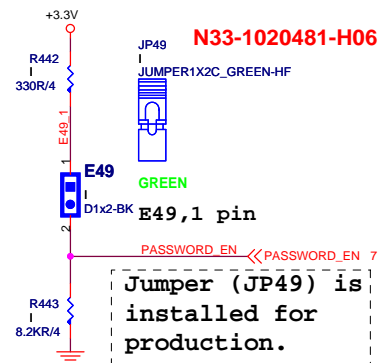 +3.3V
N33-1020481-H06
R442
I
330R/4
JP49
I
JUMPER1X2C_GREEN-HF
E49_1
1
E49
I
D1x2-BK
2
GREEN
E49,1 pin
PASSWORD_EN
PASSWORD_EN 7
R443
I
8.2KR/4
Jumper (JP49) is
installed for
production.